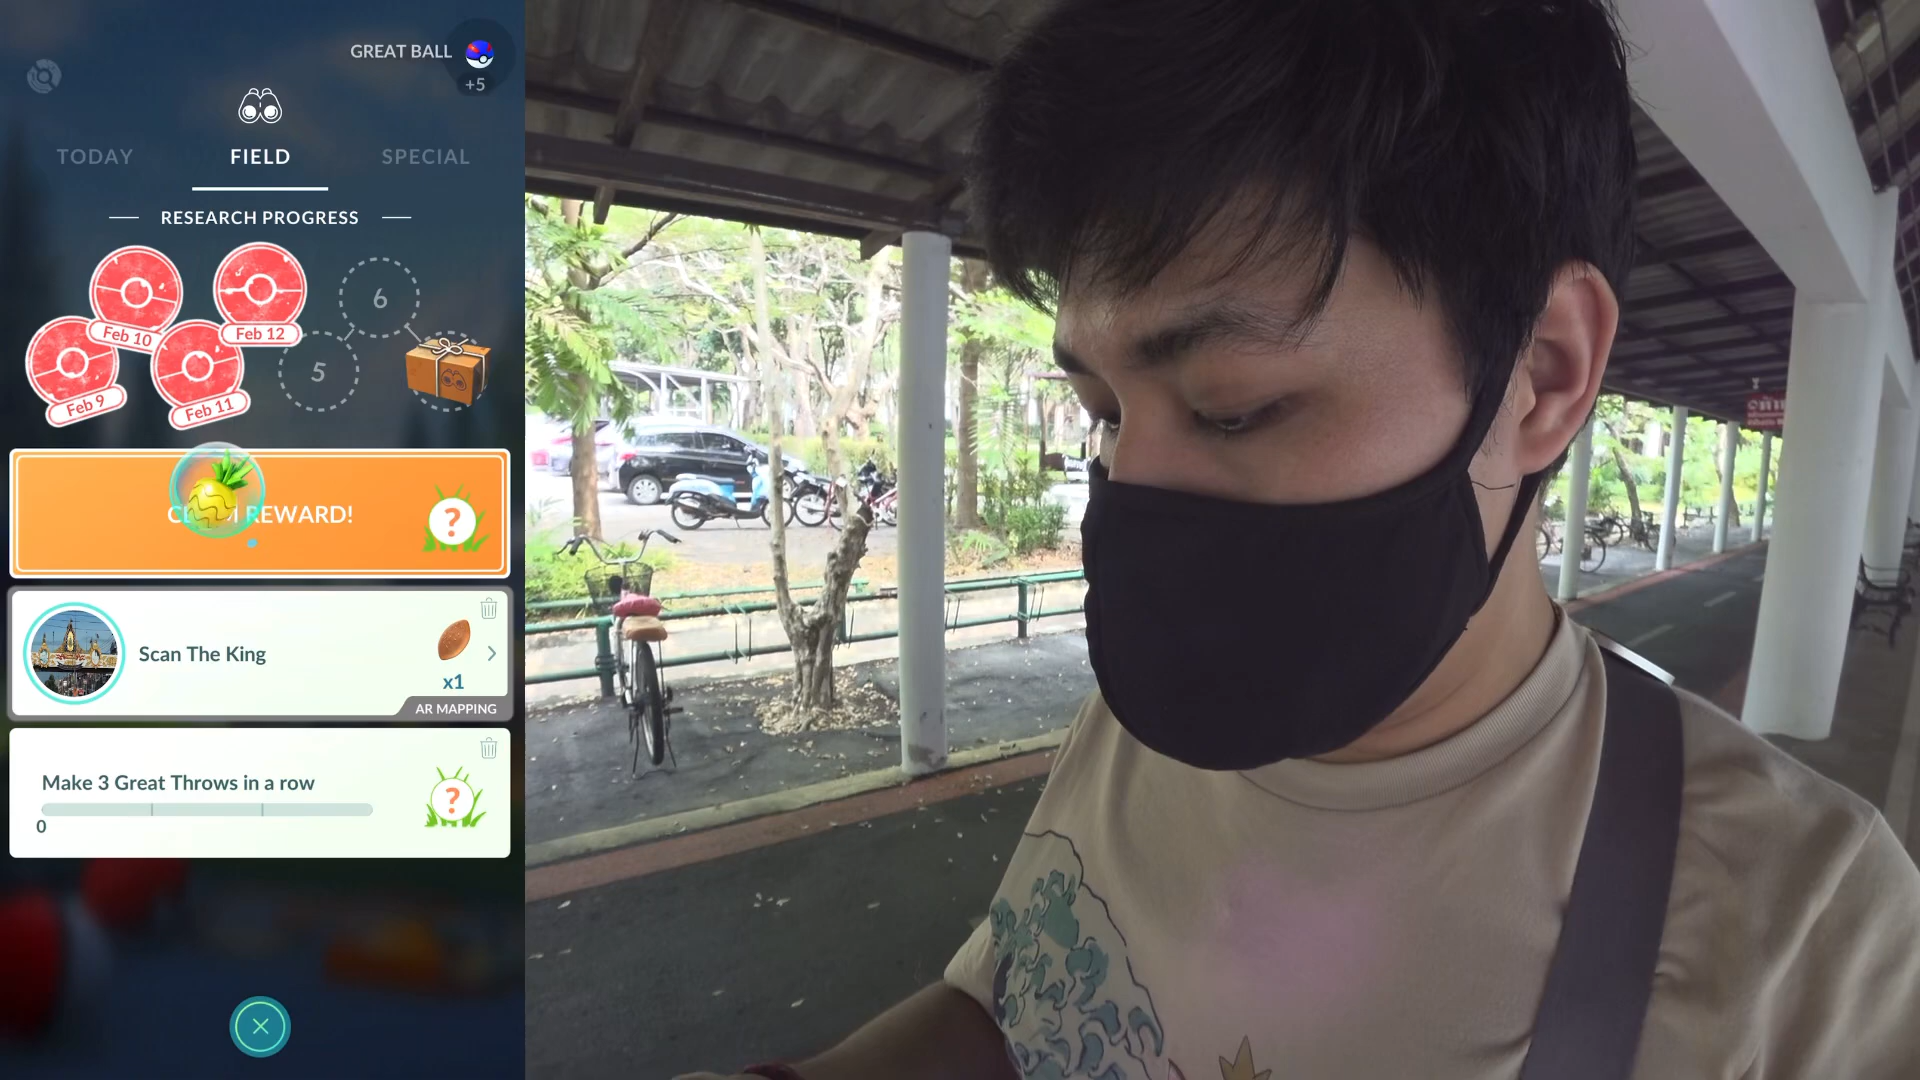 GREAT BALL
+5
TODAY
FIELD
SPECIAL
RESEARCH PROGRESS
Feb 9
Feb 10
Feb 11
Feb 12
5
6
REWARD!
?
Scan The King
x1
AR MAPPING
Make 3 Great Throws in a row
?
0